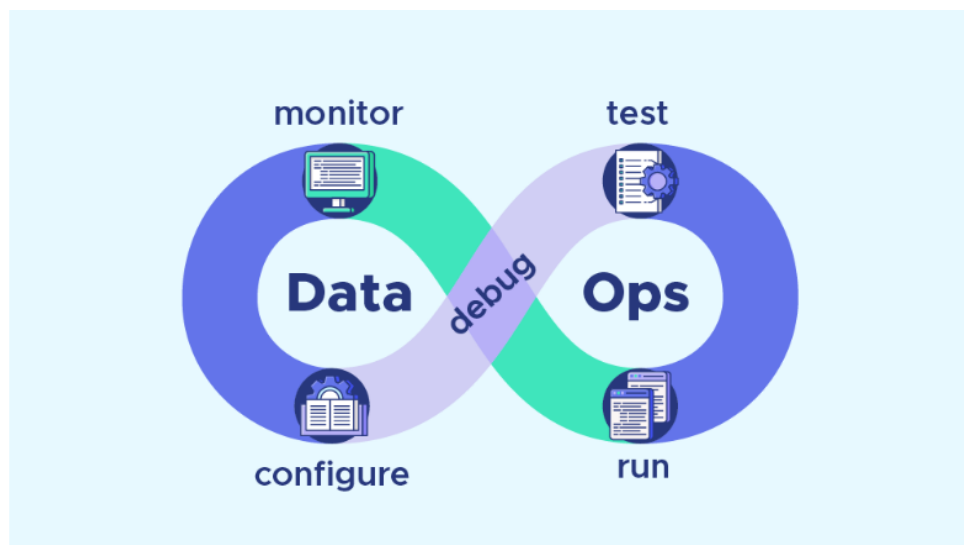 monitor
test
Data
debug
Ops
configure
run